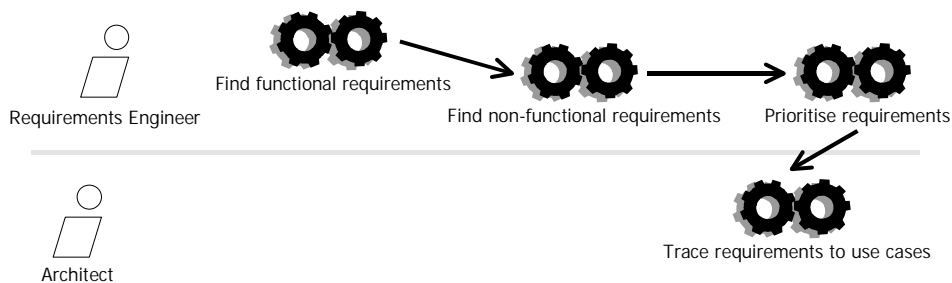 Find functional requirements
Requirements Engineer
Find non-functional requirements
Prioritise requirements
Trace requirements to use cases
Architect